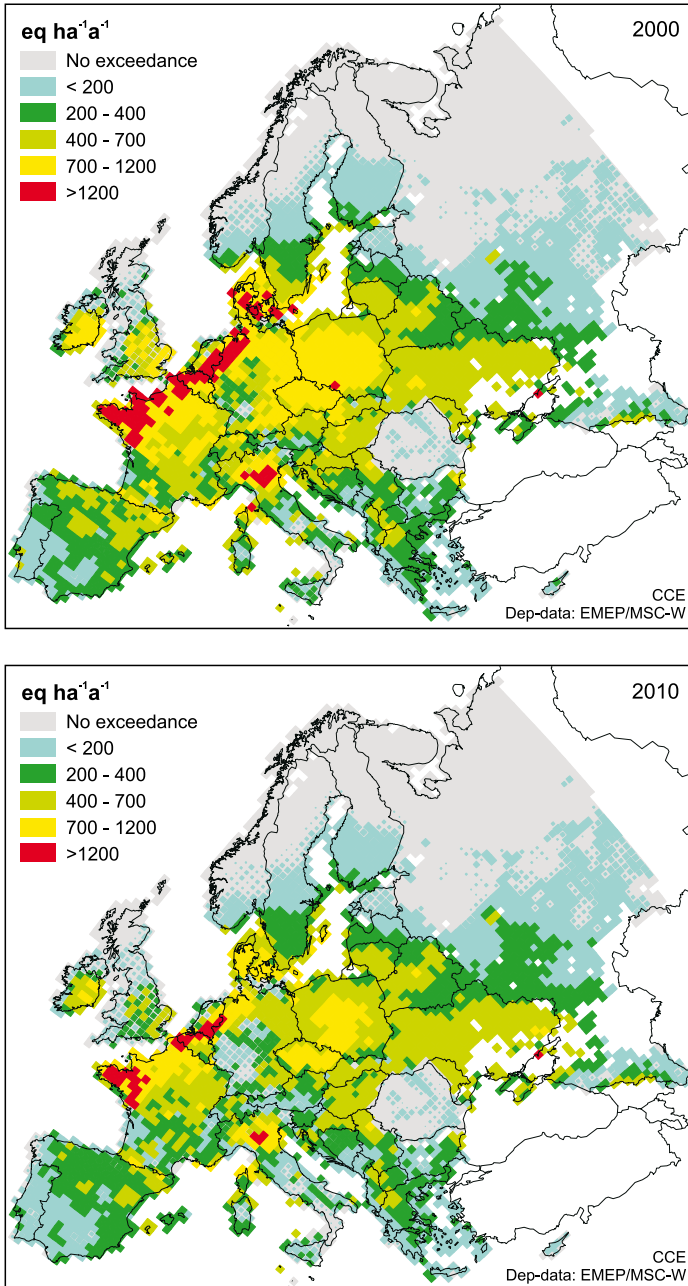 eq ha⁻¹a⁻¹
2000
No exceedance
< 200
200 - 400
400 - 700
700 - 1200
>1200
CCE
Dep-data: EMEP/MSC-W
eq ha⁻¹a⁻¹
2010
No exceedance
< 200
200 - 400
400 - 700
700 - 1200
>1200
CCE
Dep-data: EMEP/MSC-W